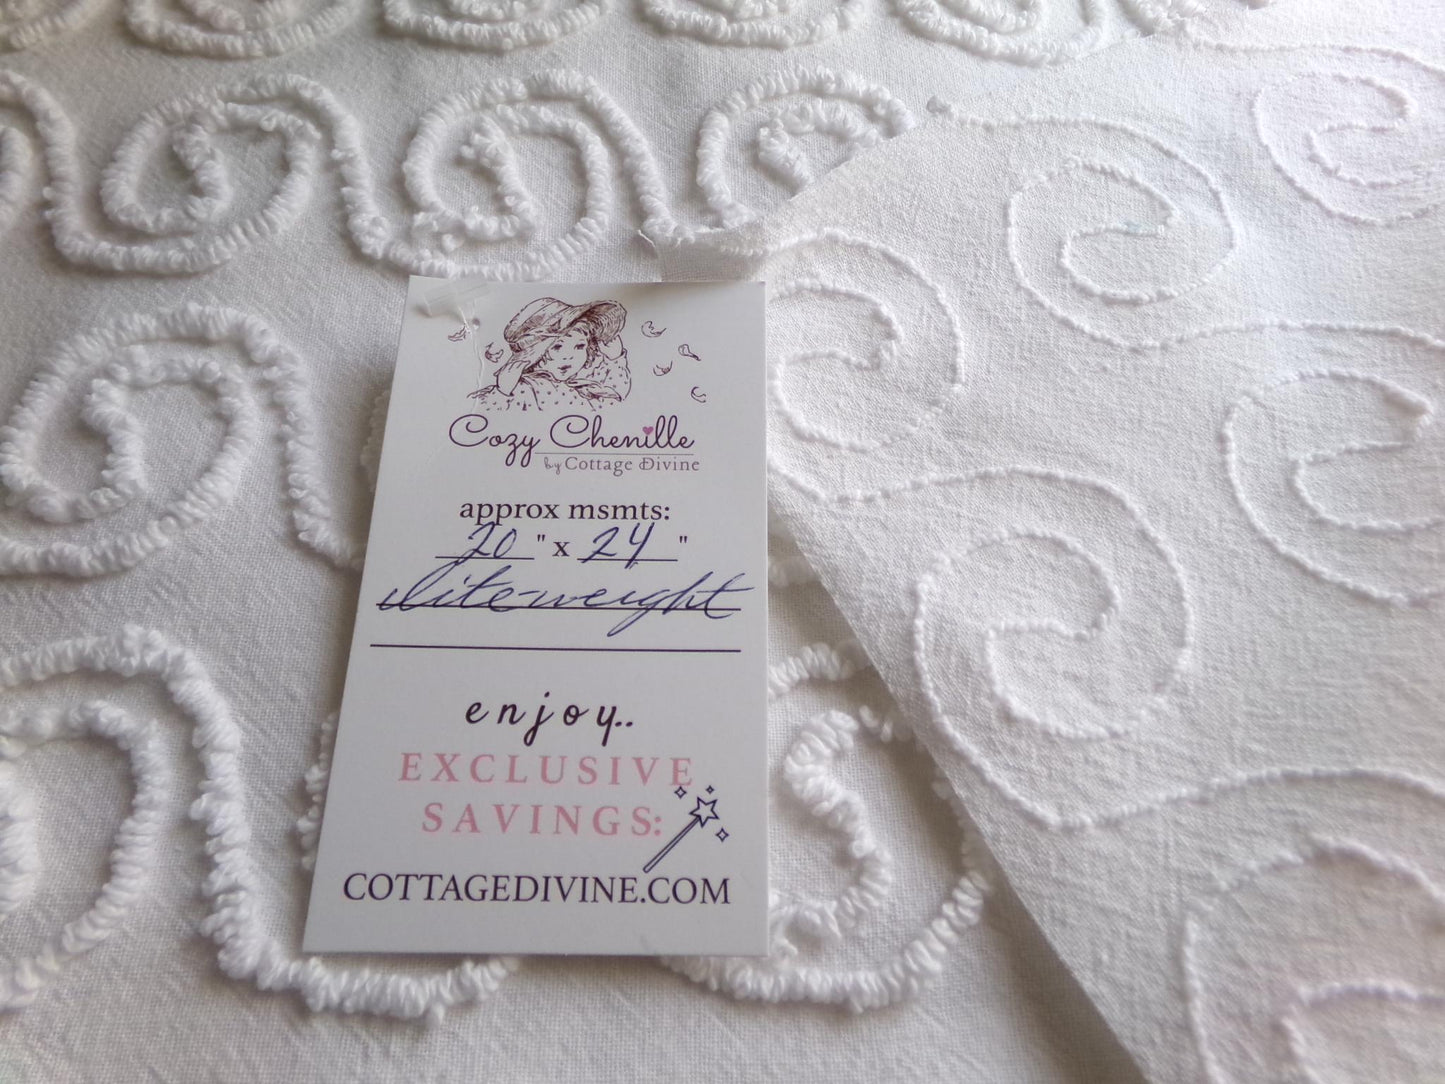 Cozy Chenille
by Cottage Divine
approx msmts:
20 " x 24 "
lite-weight
enjoy..
EXCLUSIVE
SAVINGS:
COTTAGEDIVINE.COM